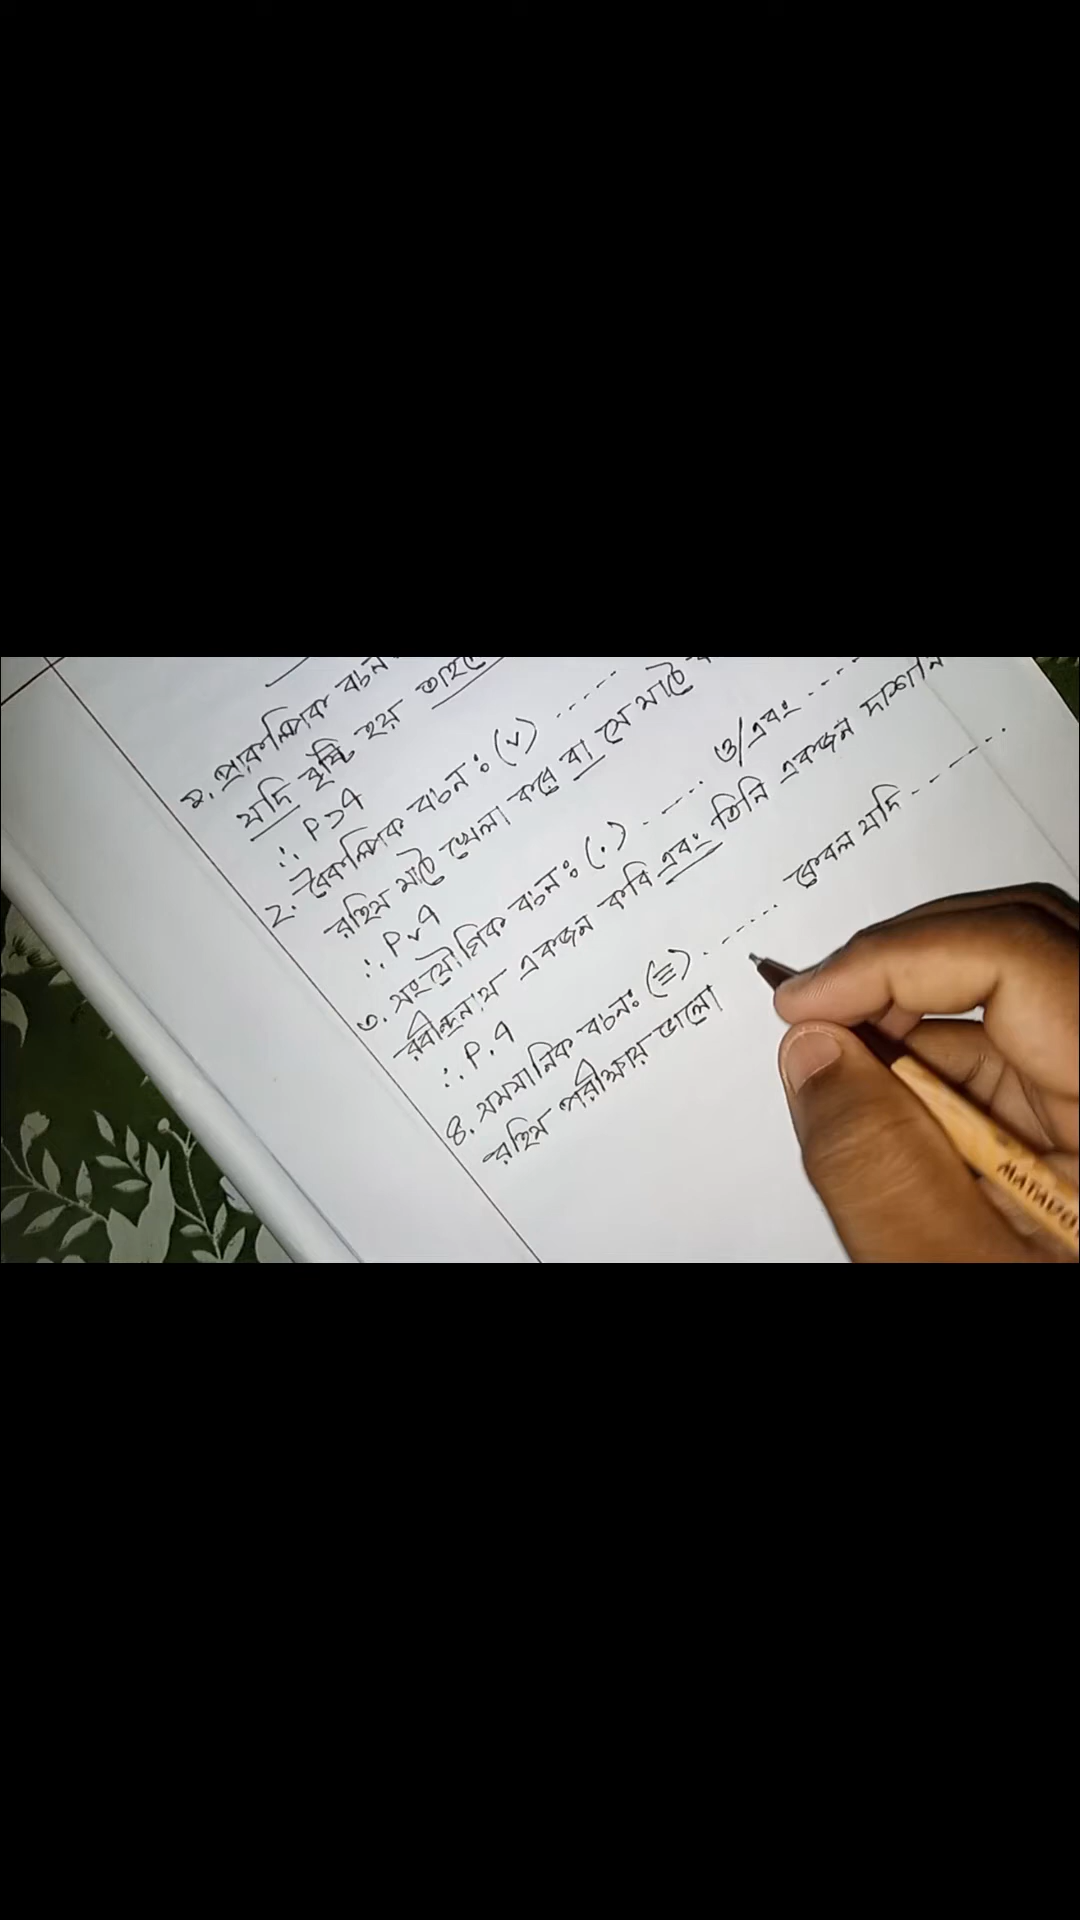 ১. প্রাকল্পিক বচন
যদি বৃষ্টি হয় তাহলে
∴ P⊃q
২. বৈকল্পিক বচন: (v) -----
রহিম মাঠে খেলা করে বা সে মাঠে
∴ Pvq
৩. সংযৌগিক বচন: (.) ----- ও/এবং -----
রবীন্দ্রনাথ একজন কবি এবং তিনি একজন
∴ P.q
৪. সমমানিক বচন: (≡) ----- কেবল যদি -----
রহিম পরীক্ষায় ভালো
MATADO